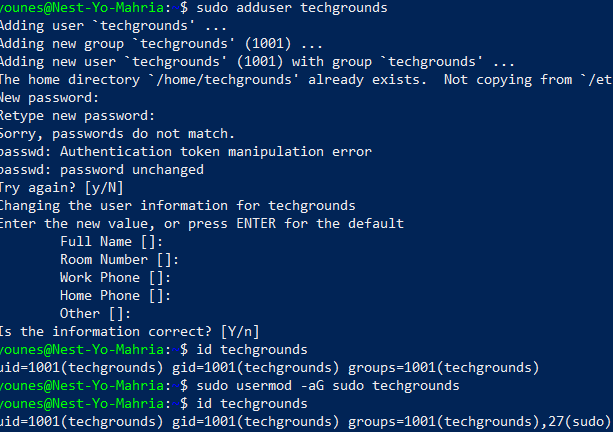 younes@Nest-Yo-Mahria:~$ sudo adduser techgrounds
Adding user `techgrounds' ...
Adding new group `techgrounds' (1001) ...
Adding new user `techgrounds' (1001) with group `techgrounds' ...
The home directory `/home/techgrounds' already exists.  Not copying from `/et
New password:
Retype new password:
Sorry, passwords do not match.
passwd: Authentication token manipulation error
passwd: password unchanged
Try again? [y/N]
Changing the user information for techgrounds
Enter the new value, or press ENTER for the default
        Full Name []:
        Room Number []:
        Work Phone []:
        Home Phone []:
        Other []:
Is the information correct? [Y/n]
younes@Nest-Yo-Mahria:~$ id techgrounds
uid=1001(techgrounds) gid=1001(techgrounds) groups=1001(techgrounds)
younes@Nest-Yo-Mahria:~$ sudo usermod -aG sudo techgrounds
younes@Nest-Yo-Mahria:~$ id techgrounds
uid=1001(techgrounds) gid=1001(techgrounds) groups=1001(techgrounds),27(sudo)